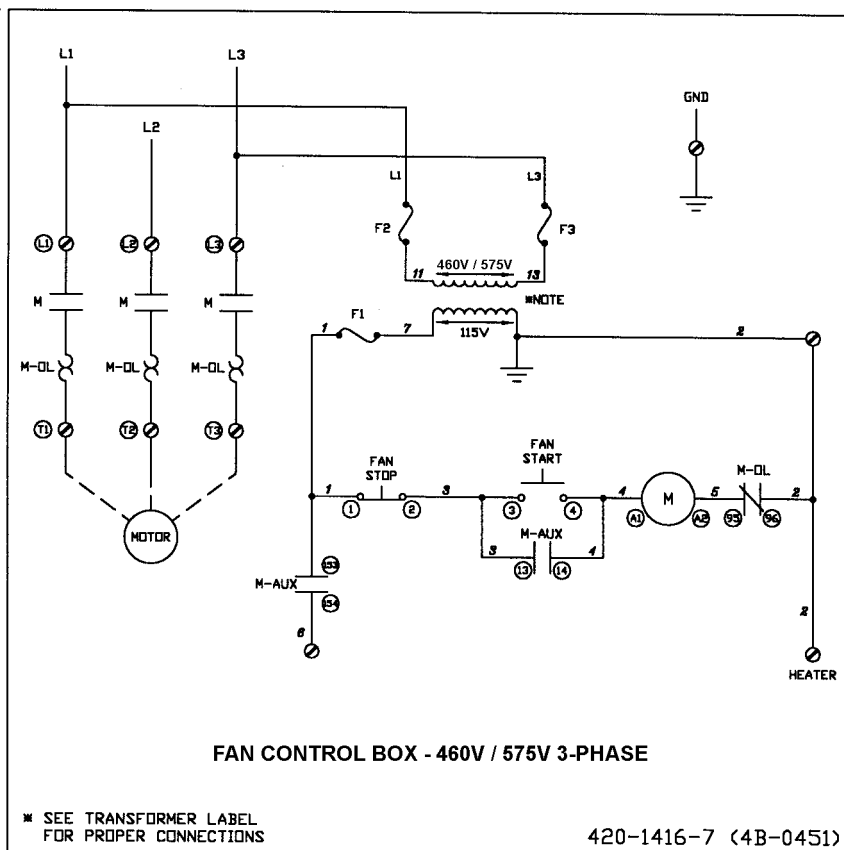 L1
L3
L2
GND
L1
L3
F2
F3
L1
L2
L3
11
460V / 575V
13
M
M
M
*NOTE
F1
1
7
115V
2
M-OL
M-OL
M-OL
T1
T2
T3
FAN
START
FAN
STOP
M-OL
1
3
4
M
5
2
1
2
3
4
A1
A2
95
96
MOTOR
M-AUX
3
4
13
14
153
M-AUX
154
6
2
HEATER
FAN CONTROL BOX - 460V / 575V 3-PHASE
* SEE TRANSFORMER LABEL
FOR PROPER CONNECTIONS
420-1416-7 (4B-0451)